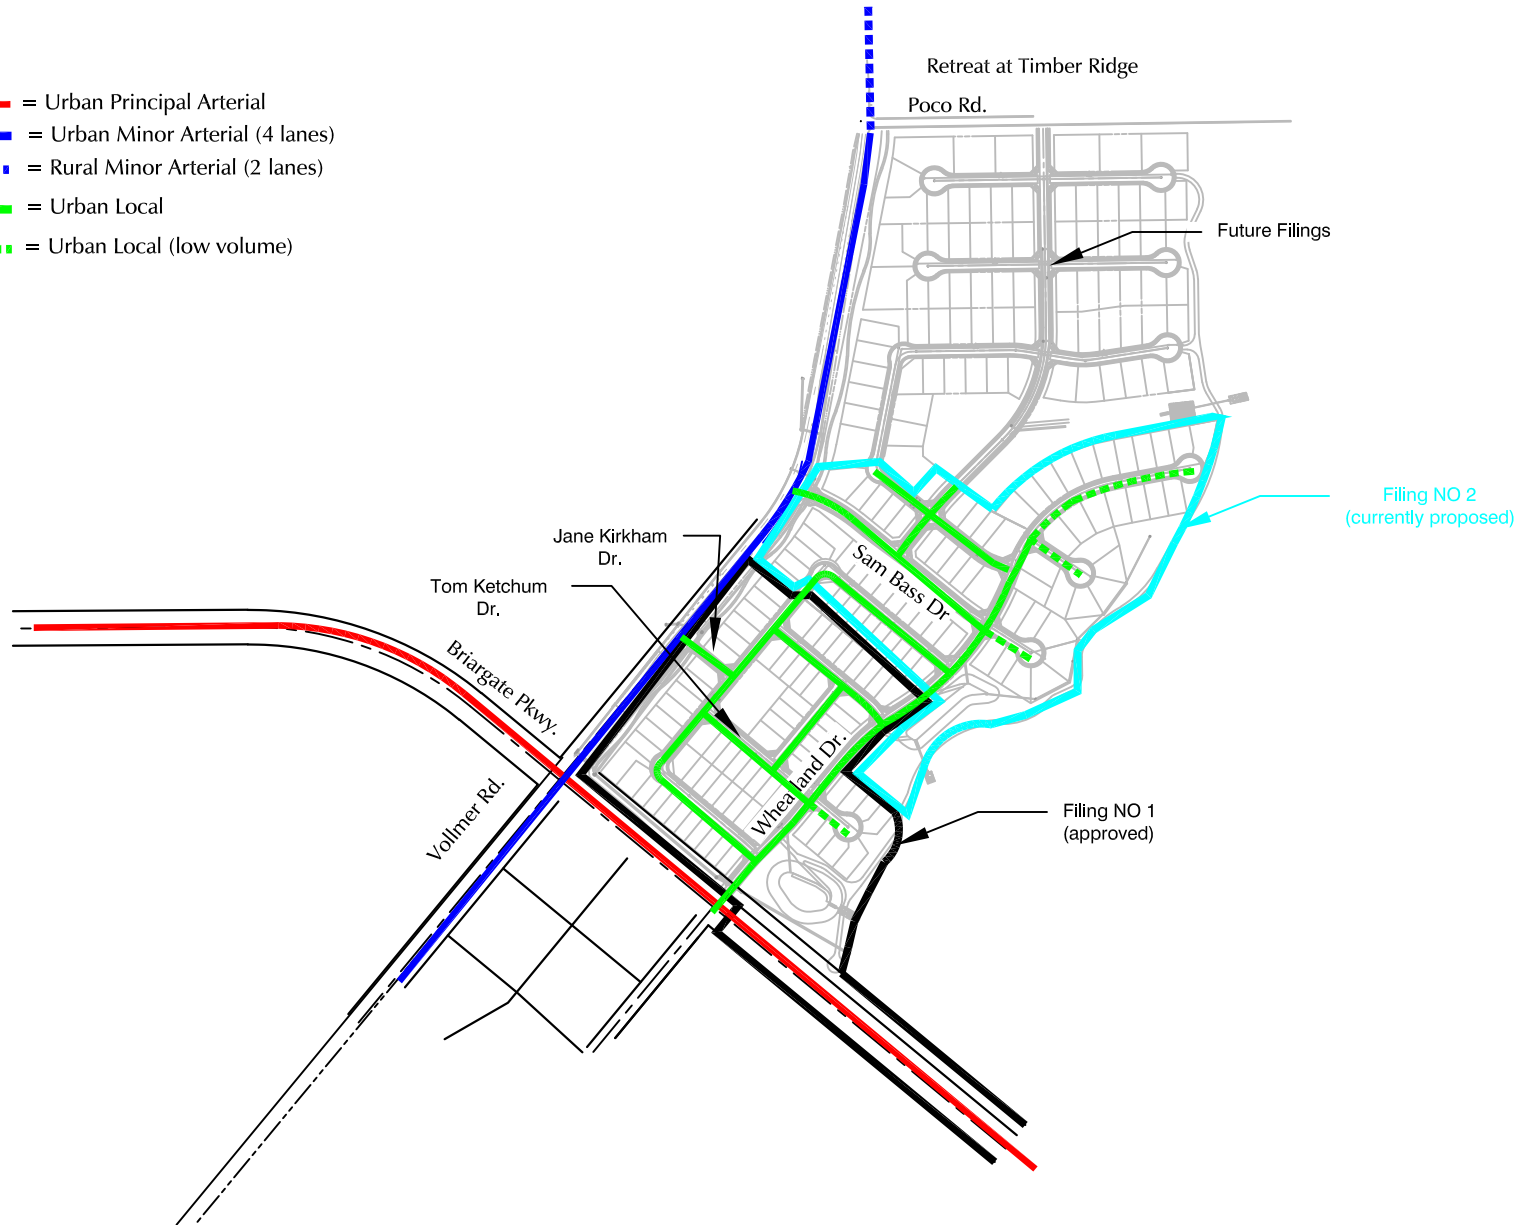 Retreat at Timber Ridge
Poco Rd.
= Urban Principal Arterial
= Urban Minor Arterial (4 lanes)
= Rural Minor Arterial (2 lanes)
= Urban Local
= Urban Local (low volume)
Future Filings
Filing NO 2
(currently proposed)
Jane Kirkham
Dr.
Tom Ketchum
Dr.
Sam Bass Dr
Briargate Pkwy.
Vollmer Rd.
Wheatland Dr.
Filing NO 1
(approved)